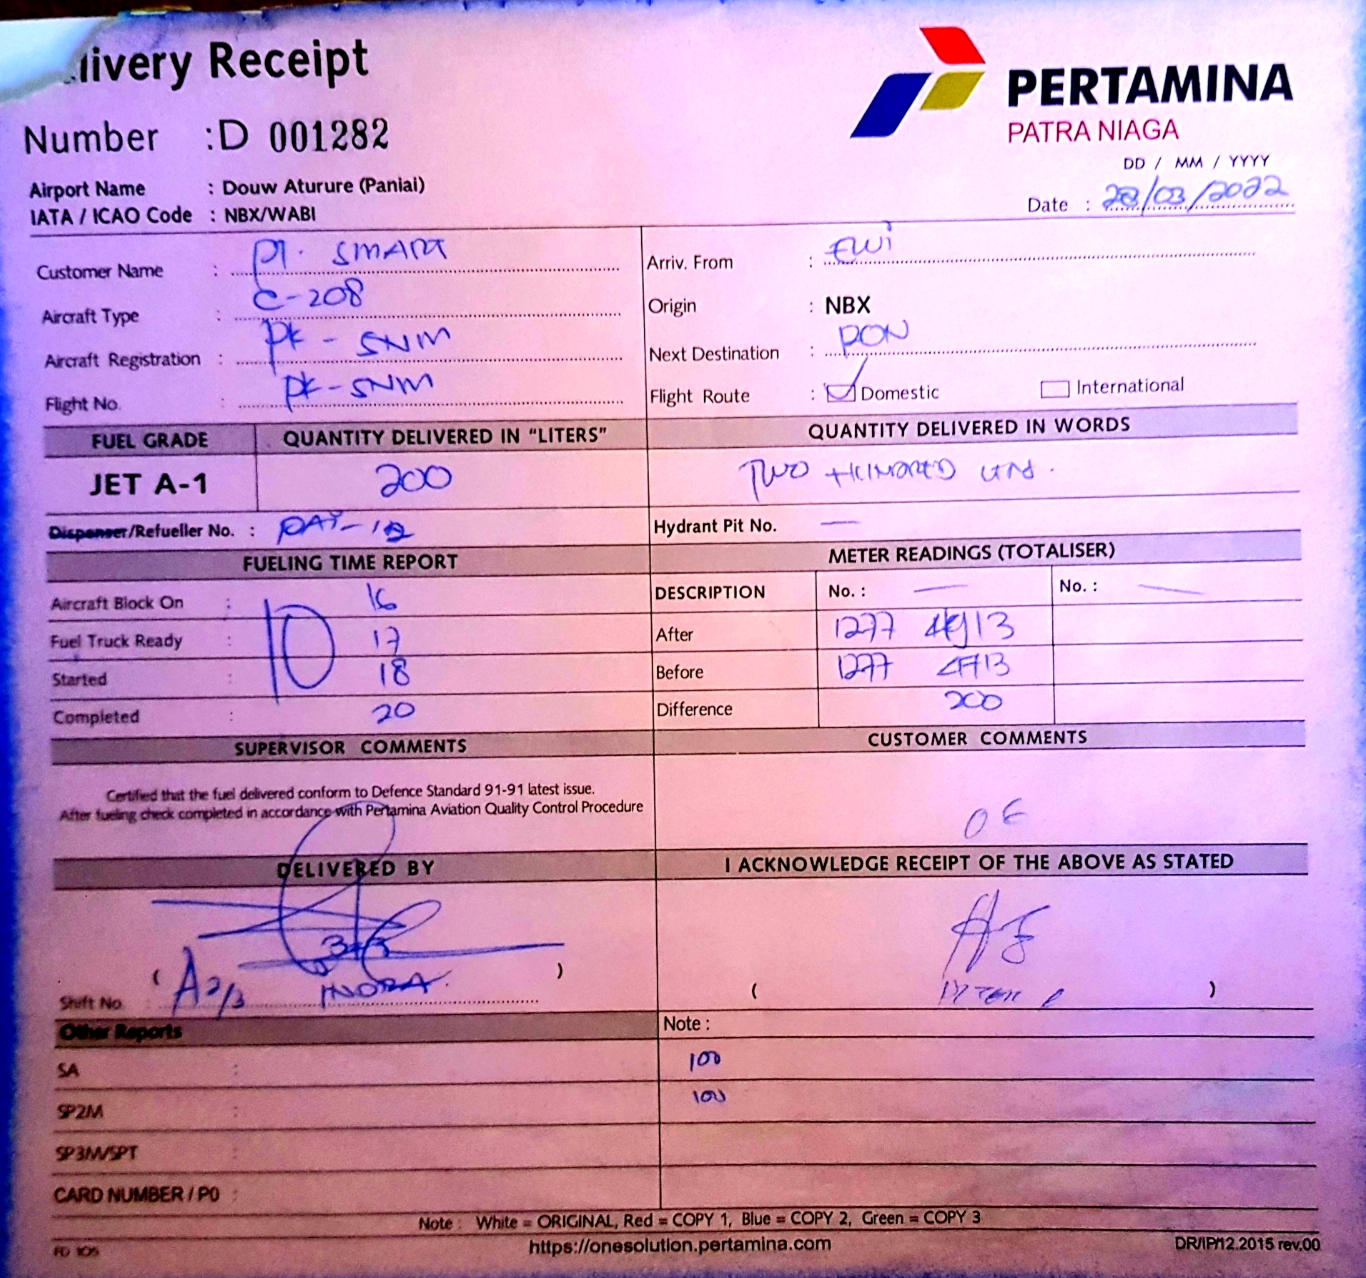 livery Receipt
PERTAMINA
PATRA NIAGA
Number :D 001282
DD / MM / YYYY
Date : 28/03/2022
Airport Name : Douw Aturure (Paniai)
IATA / ICAO Code : NBX/WABI
Customer Name : PT. SMART
Arriv. From : EWI
Aircraft Type : C-208
Origin : NBX
Aircraft Registration : PK-SNM
Next Destination :
Flight No. : PK-SNM
Flight Route : Domestic International
FUEL GRADE QUANTITY DELIVERED IN "LITERS" QUANTITY DELIVERED IN WORDS
JET A-1 200 TWO HUNDRED
Dispenser/Refueller No. :
Hydrant Pit No. —
FUELING TIME REPORT METER READINGS (TOTALISER)
DESCRIPTION No. : — No. : —
Aircraft Block On : 10 16
Fuel Truck Ready : 17
After 1277
Started : 18
Before 1277
Completed : 20
Difference 200
SUPERVISOR COMMENTS CUSTOMER COMMENTS
Certified that the fuel delivered conform to Defence Standard 91-91 latest issue.
After fueling check completed in accordance with Pertamina Aviation Quality Control Procedure
DELIVERED BY I ACKNOWLEDGE RECEIPT OF THE ABOVE AS STATED
Shift No. : ( INDRA ) ( )
Other Reports Note :
SA : 100
SP2M : 100
SP3M/SPT :
CARD NUMBER / PO :
Note : White = ORIGINAL, Red = COPY 1, Blue = COPY 2, Green = COPY 3
FD 105 https://onesolution.pertamina.com DR/IP/12.2015 rev.00